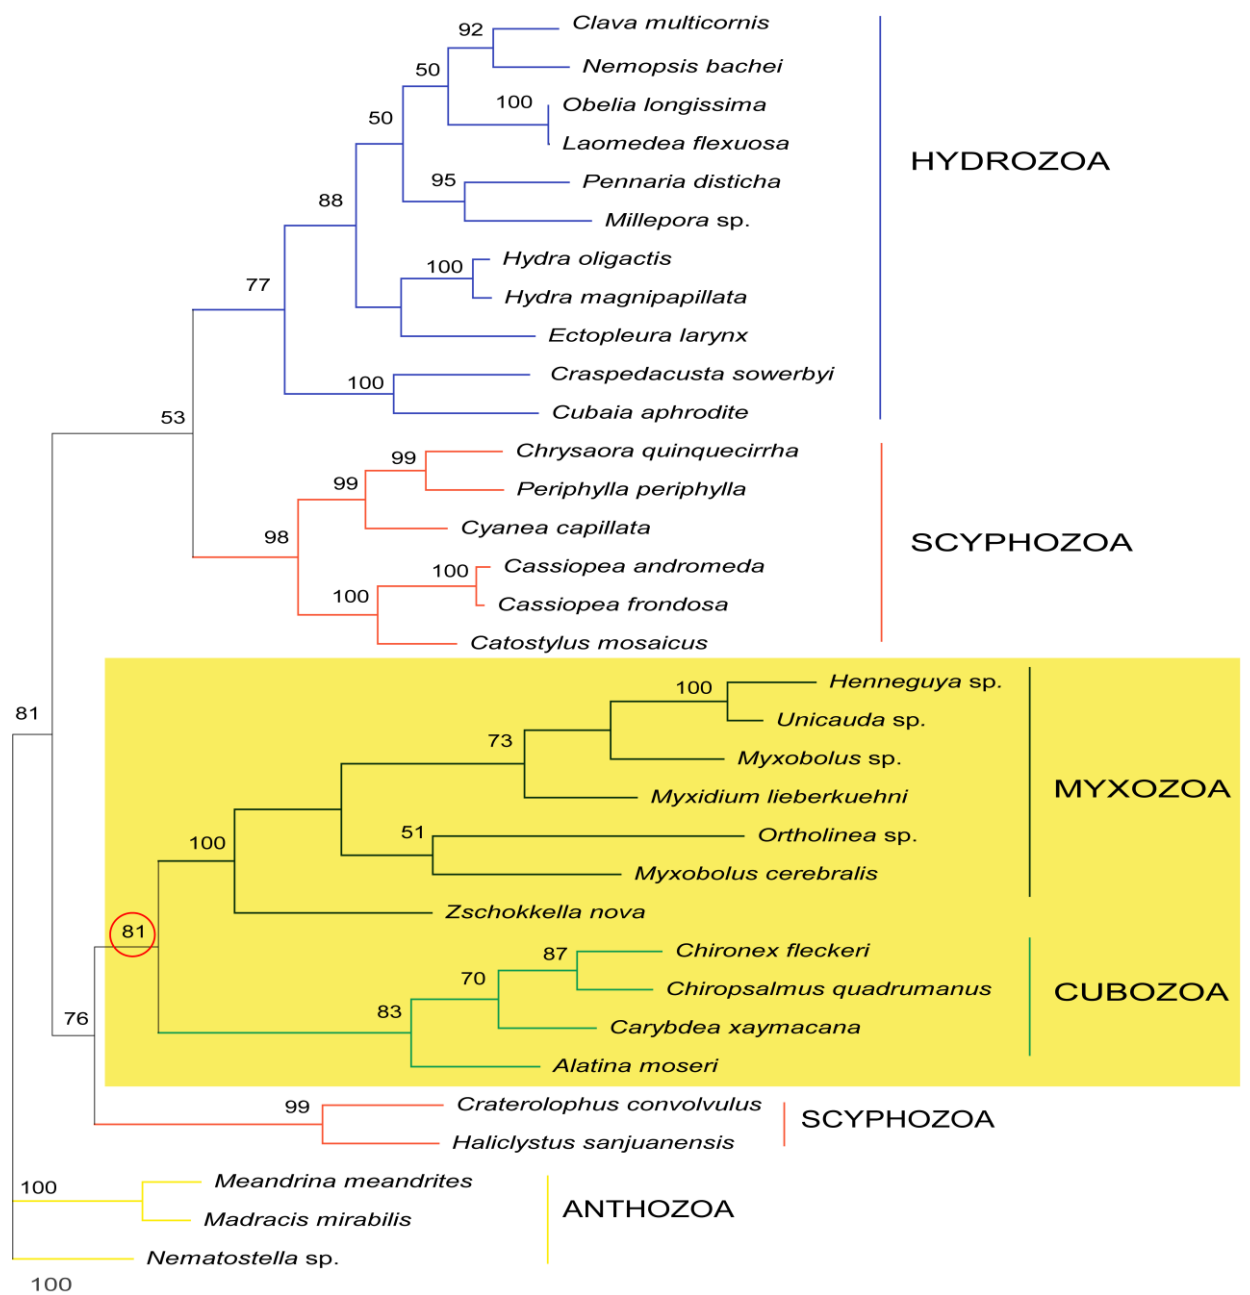 Clava multicornis
92
Nemopsis bachei
50
Obelia longissima
100
50
Laomedea flexuosa
HYDROZOA
Pennaria disticha
95
88
Millepora sp.
Hydra oligactis
100
77
Hydra magnipapillata
Ectopleura larynx
Craspedacusta sowerbyi
100
Cubaia aphrodite
53
Chrysaora quinquecirrha
99
Periphylla periphylla
99
Cyanea capillata
98
SCYPHOZOA
Cassiopea andromeda
100
100
Cassiopea frondosa
Catostylus mosaicus
Henneguya sp.
100
81
Unicauda sp.
73
Myxobolus sp.
MYXOZOA
Myxidium lieberkuehni
Ortholinea sp.
51
100
Myxobolus cerebralis
Zschokkella nova
81
Chironex fleckeri
87
70
Chiropsalmus quadrumanus
CUBOZOA
83
76
Carybdea xaymacana
Alatina moseri
Craterolophus convolvulus
99
SCYPHOZOA
Haliclystus sanjuanensis
Meandrina meandrites
100
ANTHOZOA
Madracis mirabilis
Nematostella sp.
100